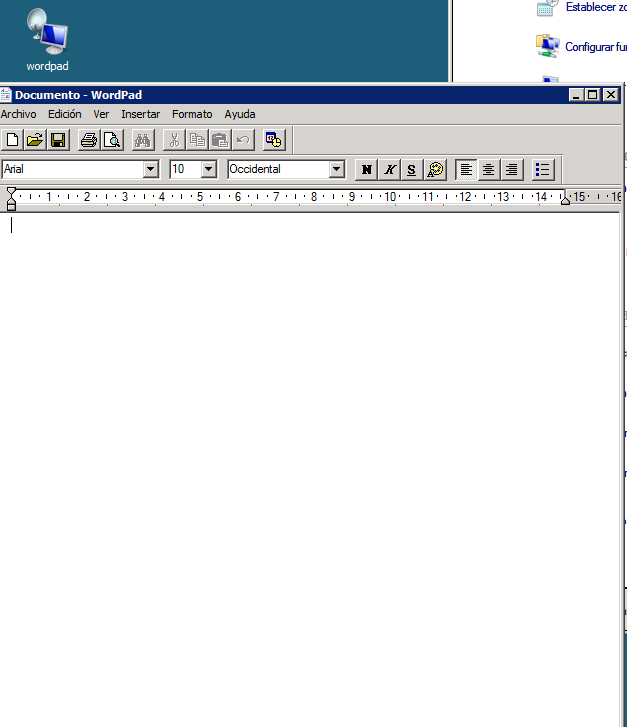 Establecer zo
Configurar fun
wordpad
Documento - WordPad
Archivo Edición Ver Insertar Formato Ayuda
Arial 10 Occidental N K S
1 2 3 4 5 6 7 8 9 10 11 12 13 14 15 16